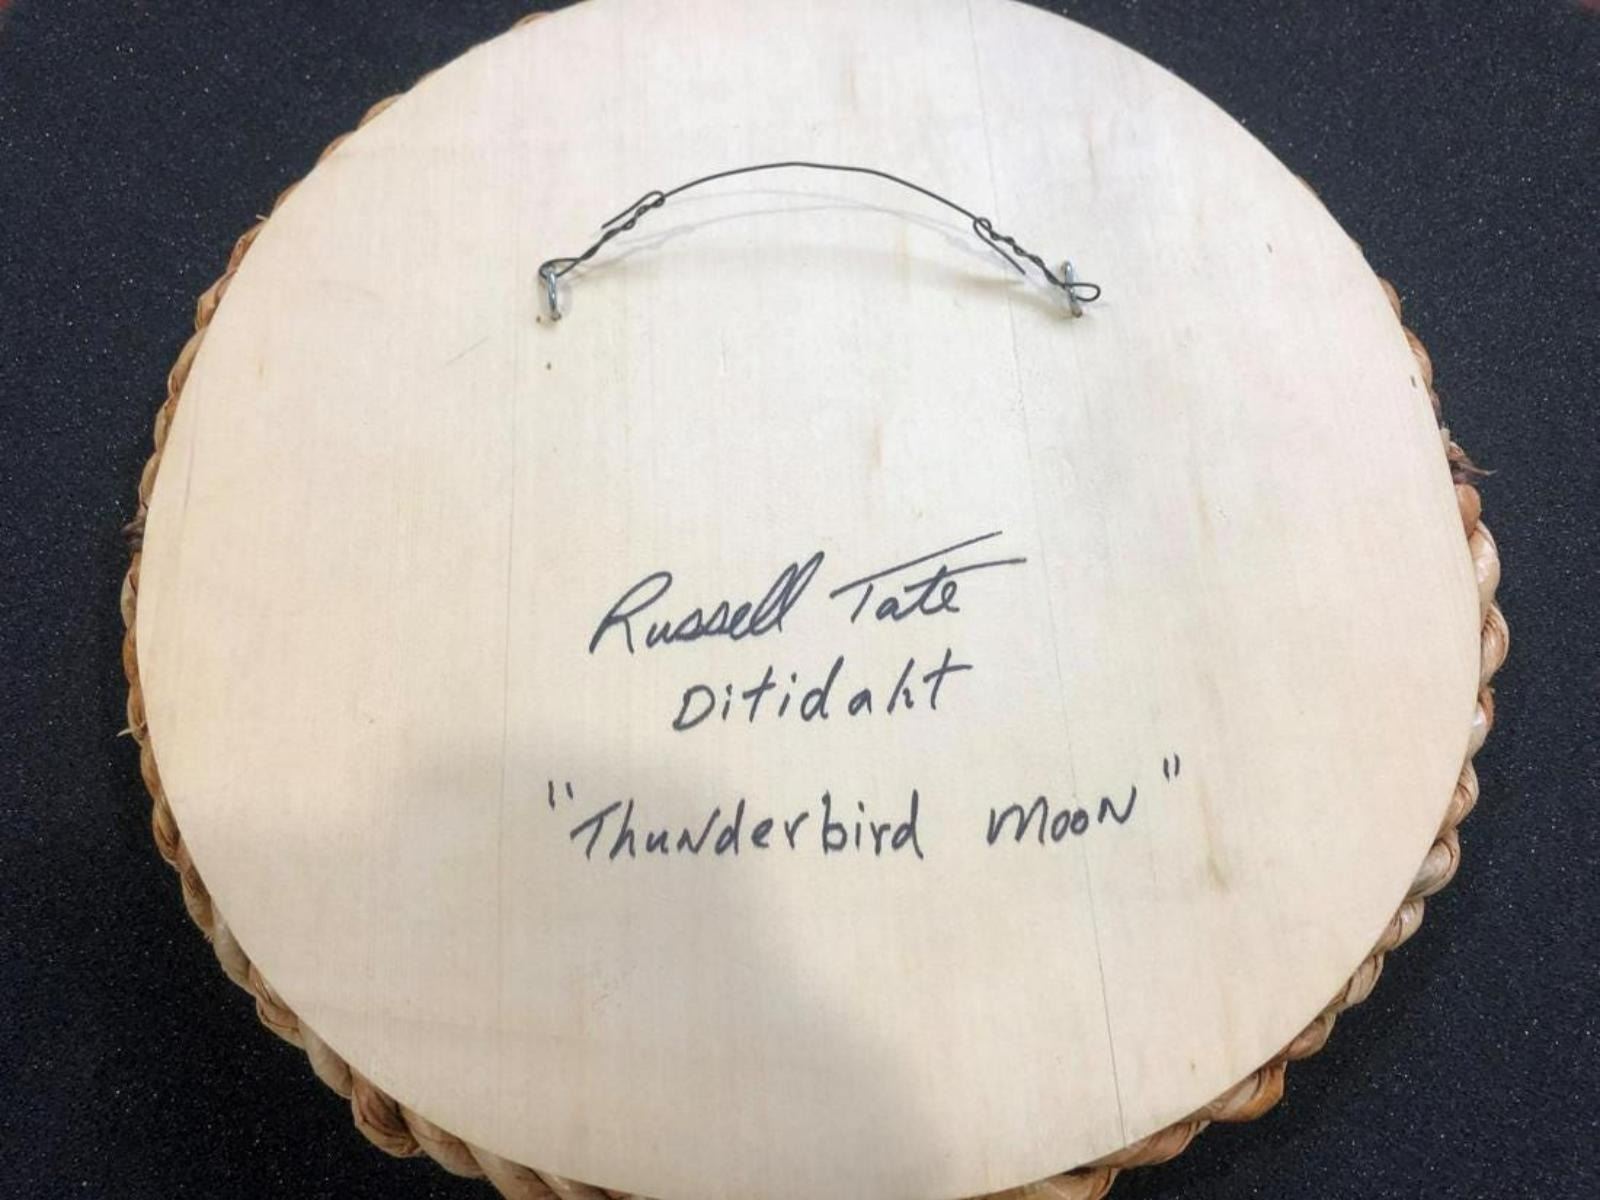 Russell Tate
Ditidaht
"Thunderbird Moon"